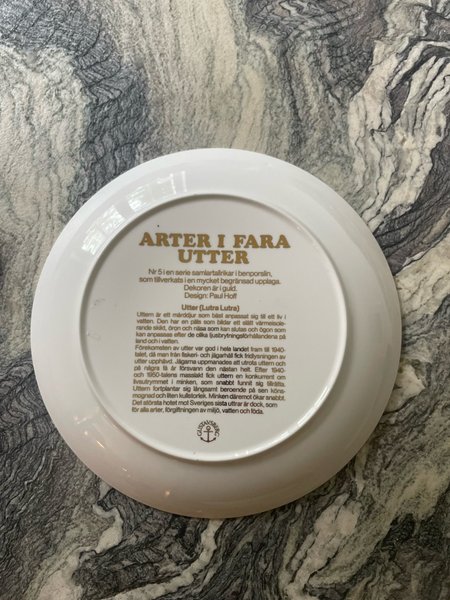 ARTER I FARA
UTTER
Nr 5 i en serie samlartallrikar i benporslin,
som tillverkats i en mycket begränsad upplaga.
Dekoren är i guld.
Design: Paul Hoff
Utter (Lutra Lutra)
Uttern är ett mårddjur som bäst anpassat sig till ett liv i
vatten. Den har en päls som bildar ett slätt värmeisole-
rande skikt, öron och näsa som kan slutas och ögon som
kan anpassas efter de olika ljusbrytningsförhållandena på
land och i vatten.
Förekomsten av utter var god i hela landet fram till 1940-
talet, då man från fiskeri- och jägarhåll fick fridlysningen av
utter upphävd. Jägarna uppmanades att utrota uttern och
på några få år försvann den nästan helt. Efter 1940-
och 1950-talens masslakt fick uttern en konkurrent om
livsutrymmet i minken, som snabbt funnit sig tillrätta.
Uttern fortplantar sig långsamt beroende på sen köns-
mognad och liten kullstorlek. Minken däremot ökar snabbt.
Det största hotet mot Sveriges sista uttrar är dock, som
för alla arter, förgiftningen av miljö, vatten och föda.
GUSTAVSBERG